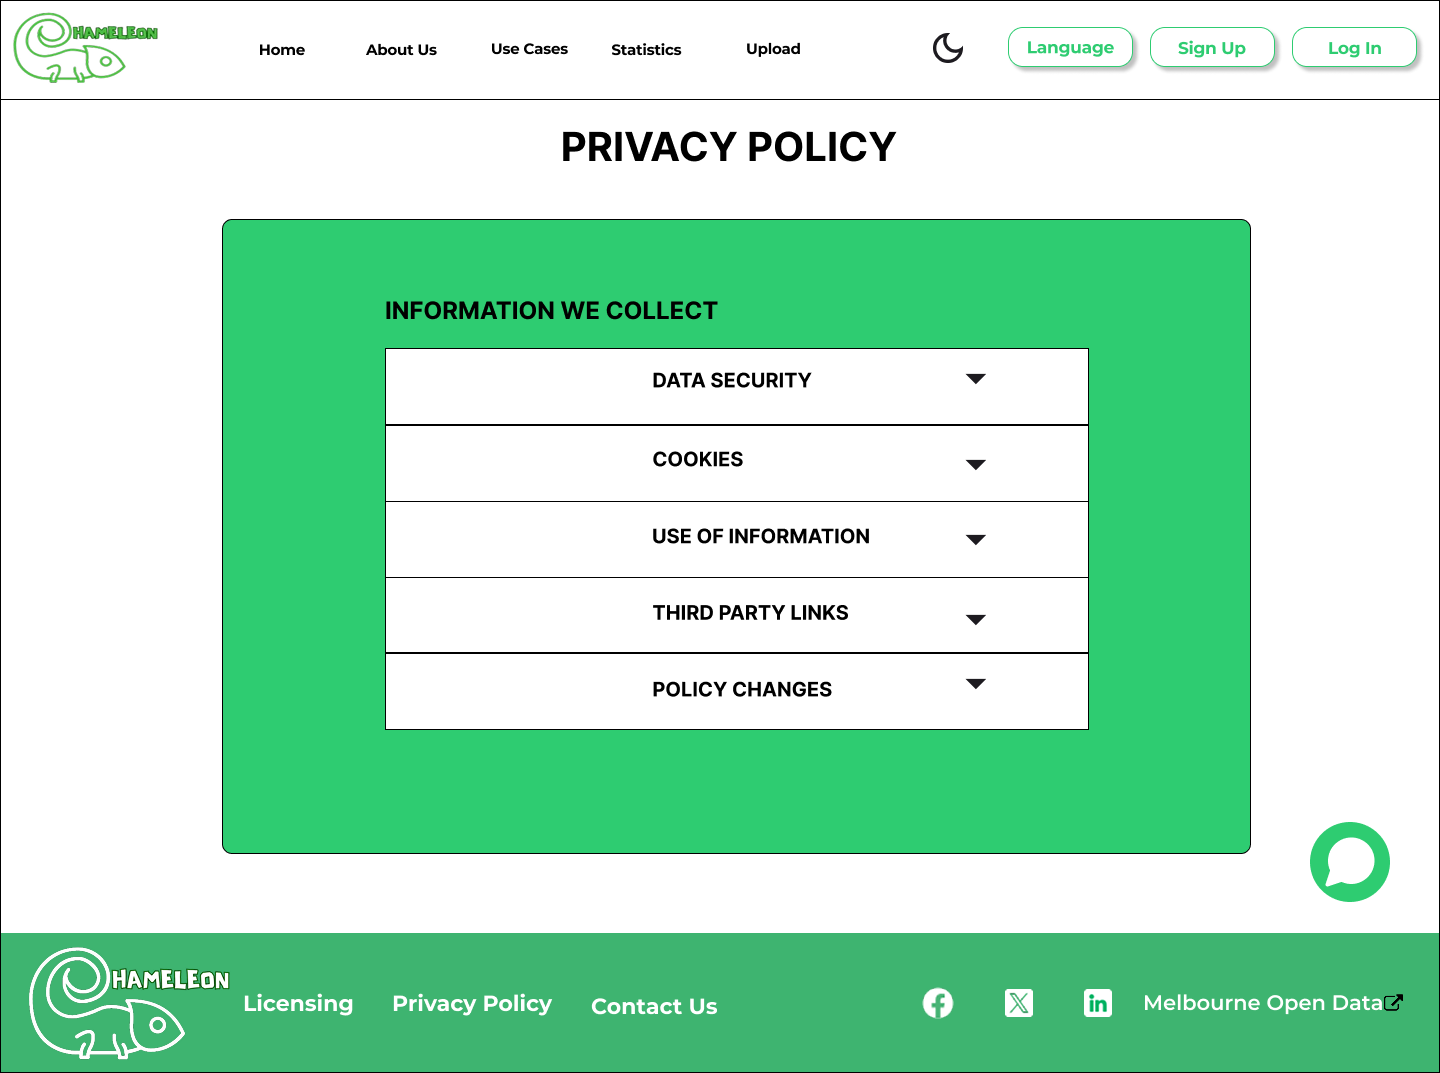 HAMELEON
Home
About Us
Use Cases
Statistics
Upload
Language
Sign Up
Log In
PRIVACY POLICY
INFORMATION WE COLLECT
DATA SECURITY
COOKIES
USE OF INFORMATION
THIRD PARTY LINKS
POLICY CHANGES
HAMELEON
Licensing
Privacy Policy
Contact Us
f
X
in
Melbourne Open Data